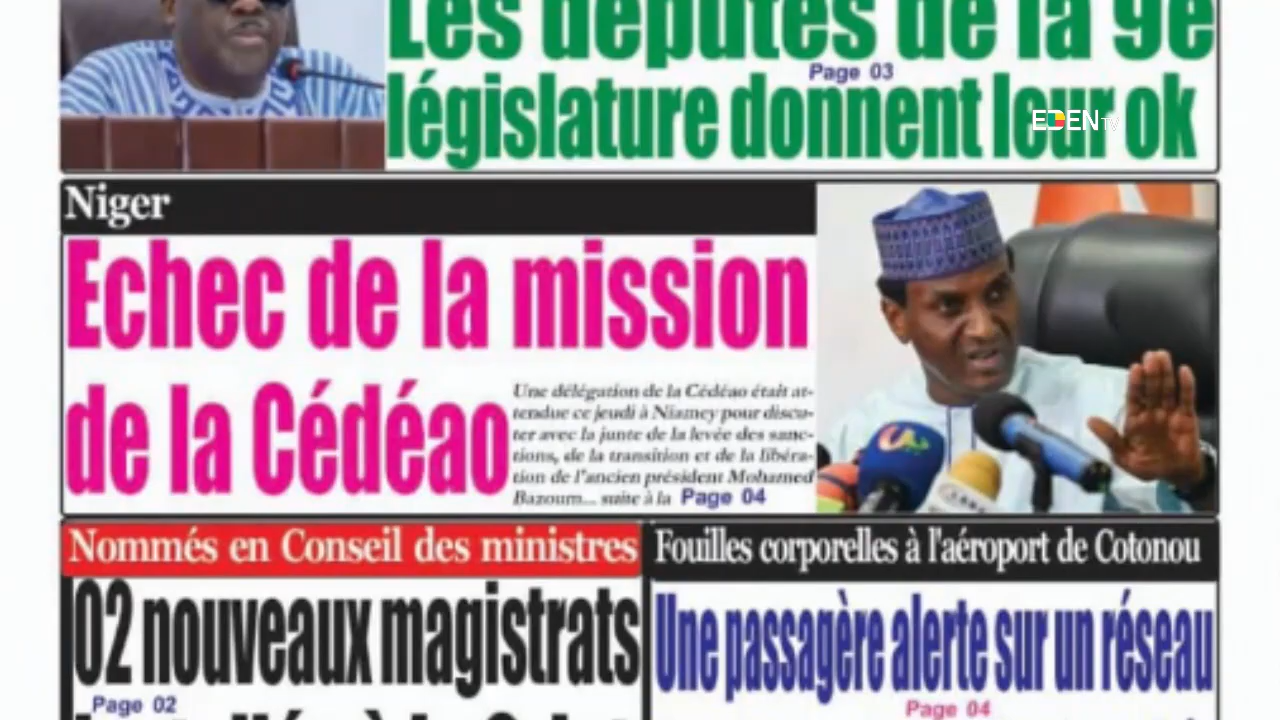 Les députés de la 9e
Page 03
législature donnent leur ok
EDEN TV
Niger
Echec de la mission
de la Cédéao
Une délégation de la Cédéao était at-
tendue ce jeudi à Niamey pour discu-
ter avec la junte de la levée des sanc-
tions, de la transition et de la libéra-
tion de l'ancien président Mohamed
Bazoum... suite à la Page 04
Nommés en Conseil des ministres
02 nouveaux magistrats
Page 02
Fouilles corporelles à l'aéroport de Cotonou
Une passagère alerte sur un réseau
Page 04